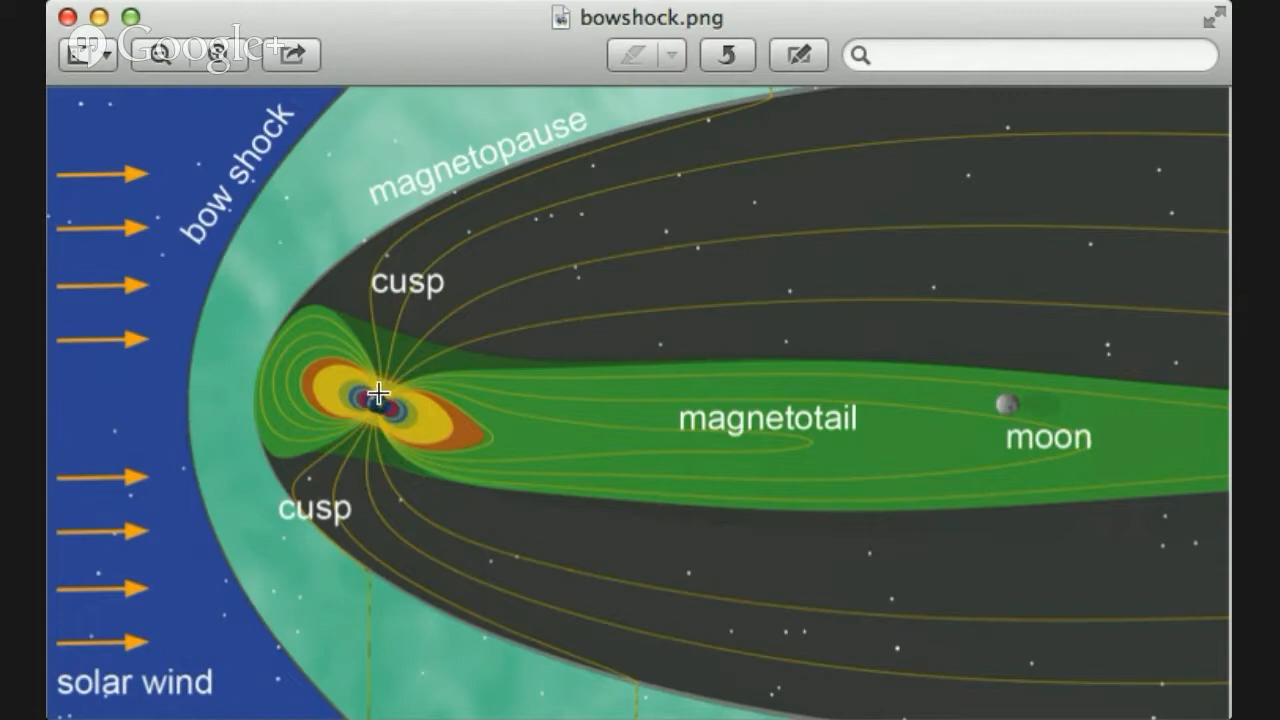 bowshock.png
Google+
bow shock
magnetopause
cusp
magnetotail
moon
cusp
solar wind